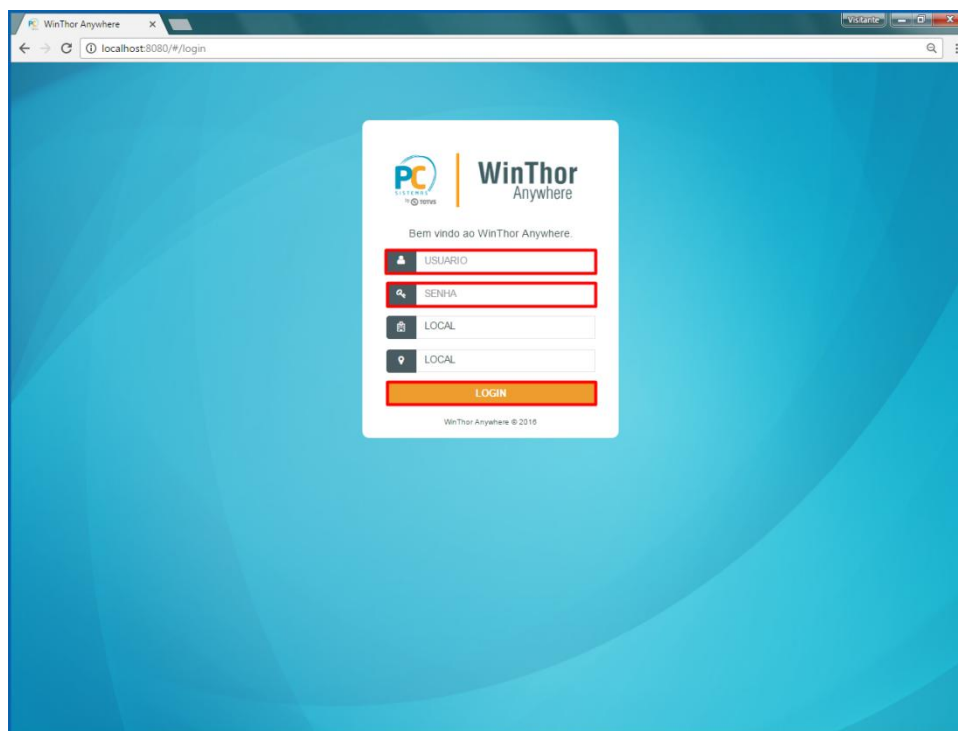 WinThor Anywhere
Visitante
localhost:8080/#/login
PC
SISTEMAS
by TOTVS
WinThor
Anywhere
Bem vindo ao WinThor Anywhere.
USUARIO
SENHA
LOCAL
LOCAL
LOGIN
WinThor Anywhere © 2016